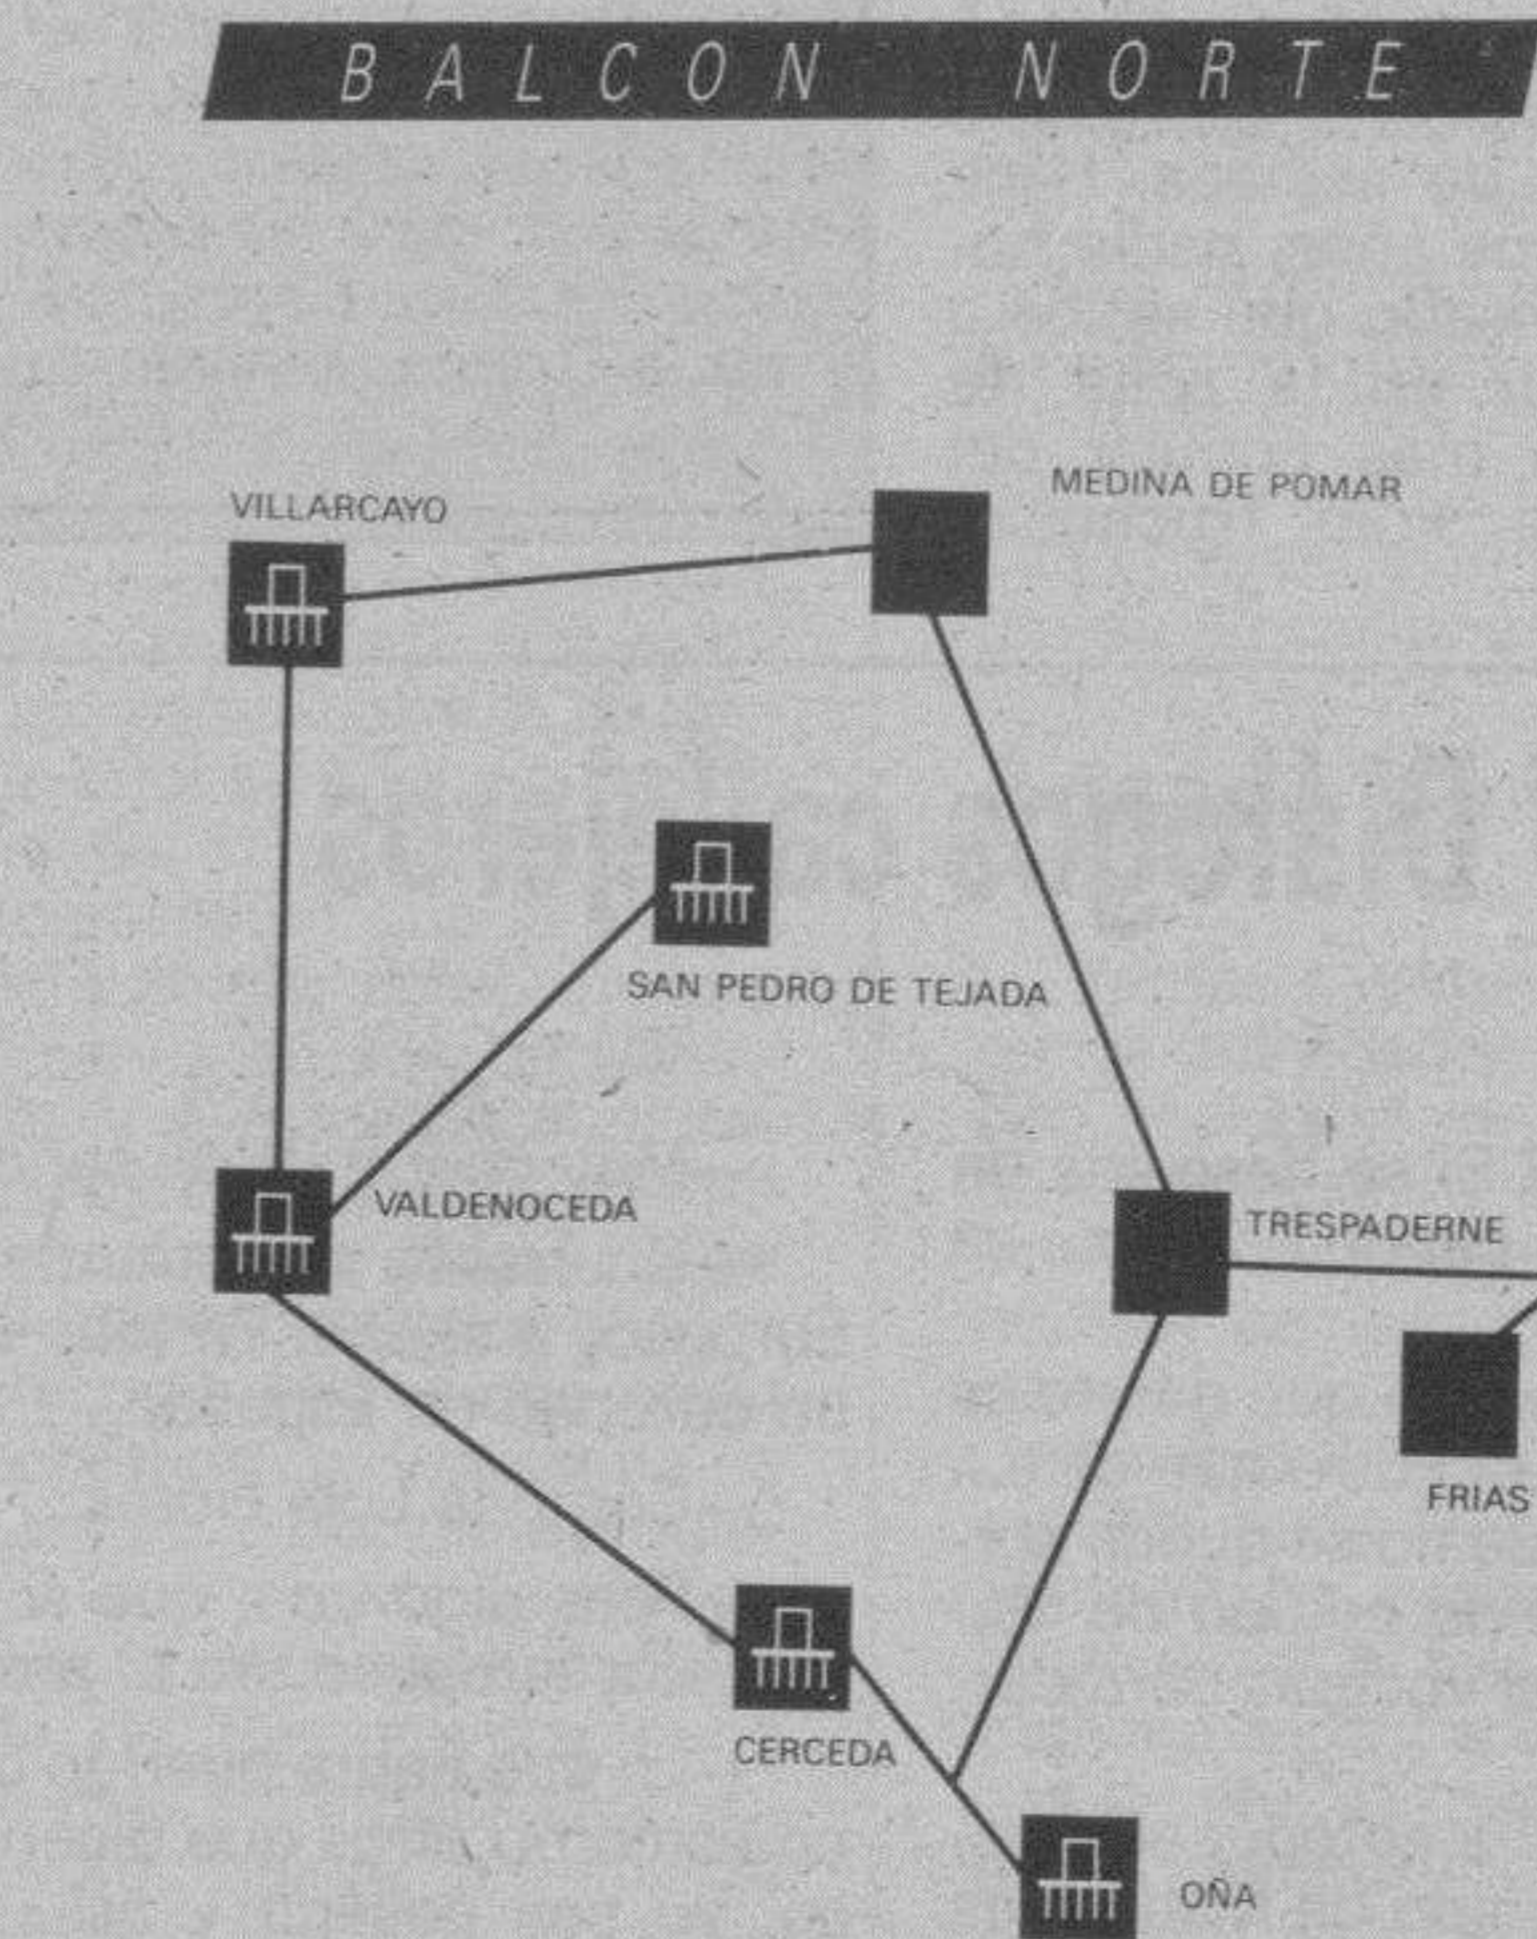 BALCON NORTE
MEDINA DE POMAR
VILLARCAYO
SAN PEDRO DE TEJADA
VALDENOCEDA
TRESPADERNE
FRIAS
CERCEDA
OÑA